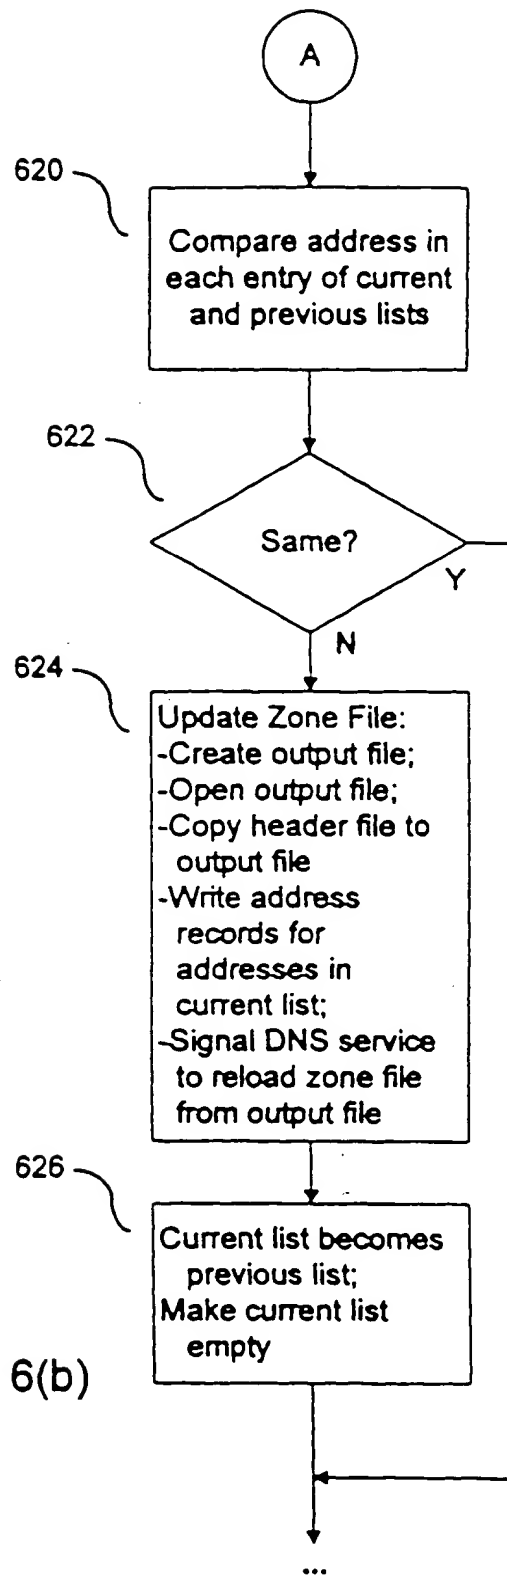 A
620
Compare address in
each entry of current
and previous lists
622
Same?
Y
N
624
Update Zone File:
-Create output file;
-Open output file;
-Copy header file to
output file
-Write address
records for
addresses in
current list;
-Signal DNS service
to reload zone file
from output file
626
Current list becomes
previous list;
Make current list
empty
6(b)
...